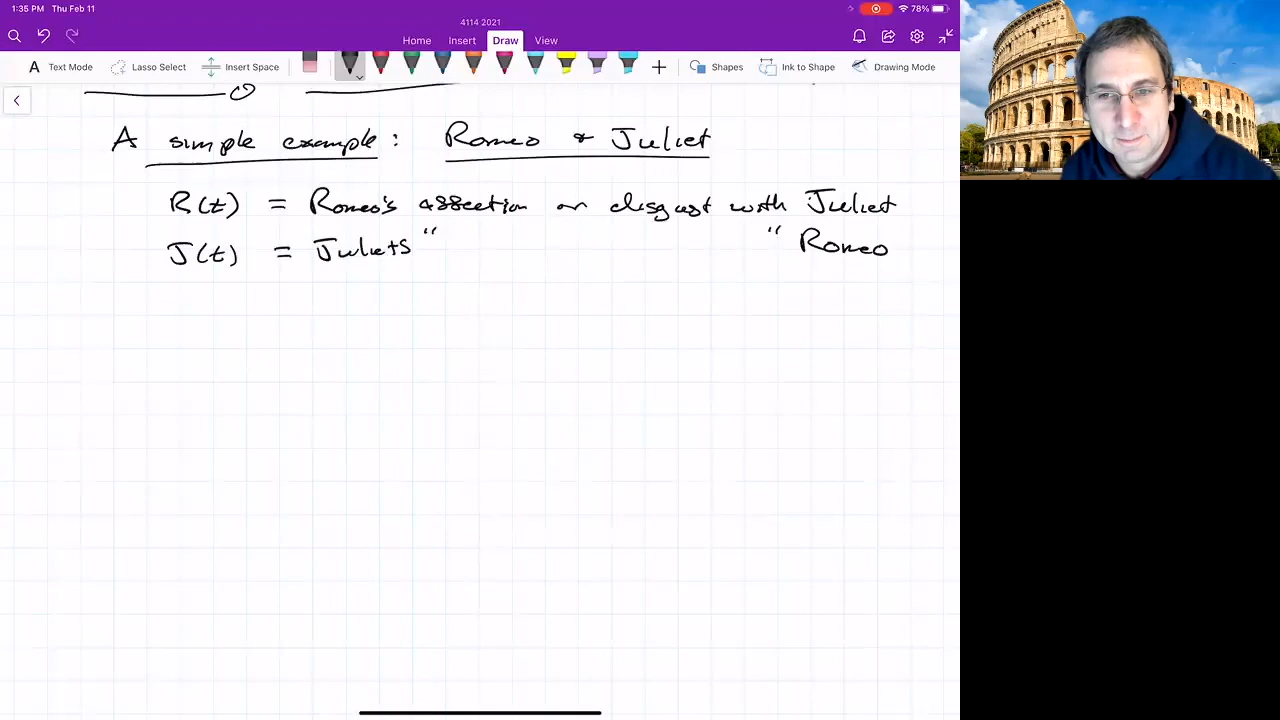 1:35 PM Thu Feb 11
78%
4114 2021
Home Insert Draw View
A Text Mode Lasso Select Insert Space Shapes Ink to Shape Drawing Mode
A simple example : Romeo & Juliet
R(t) = Romeo's affection or disgust with Juliet
J(t) = Juliets " " Romeo